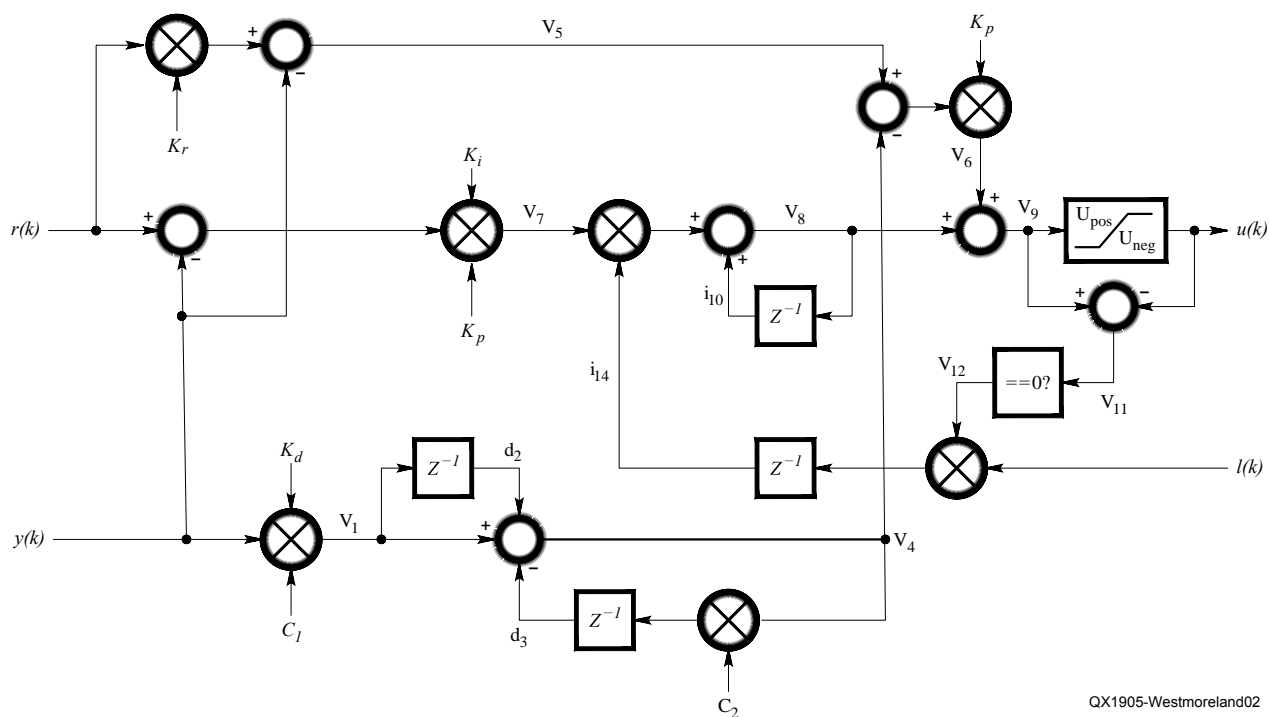 V5
Kp
+
−
+
−
Kr
Ki
V6
r(k)
+
−
V7
+
+
V8
+
+
V9
Upos
Uneg
u(k)
Kp
i10
Z−1
+
−
i14
V12
==0?
V11
Kd
Z−1
d2
Z−1
l(k)
y(k)
V1
+
−
V4
C1
d3
Z−1
C2
QX1905-Westmoreland02